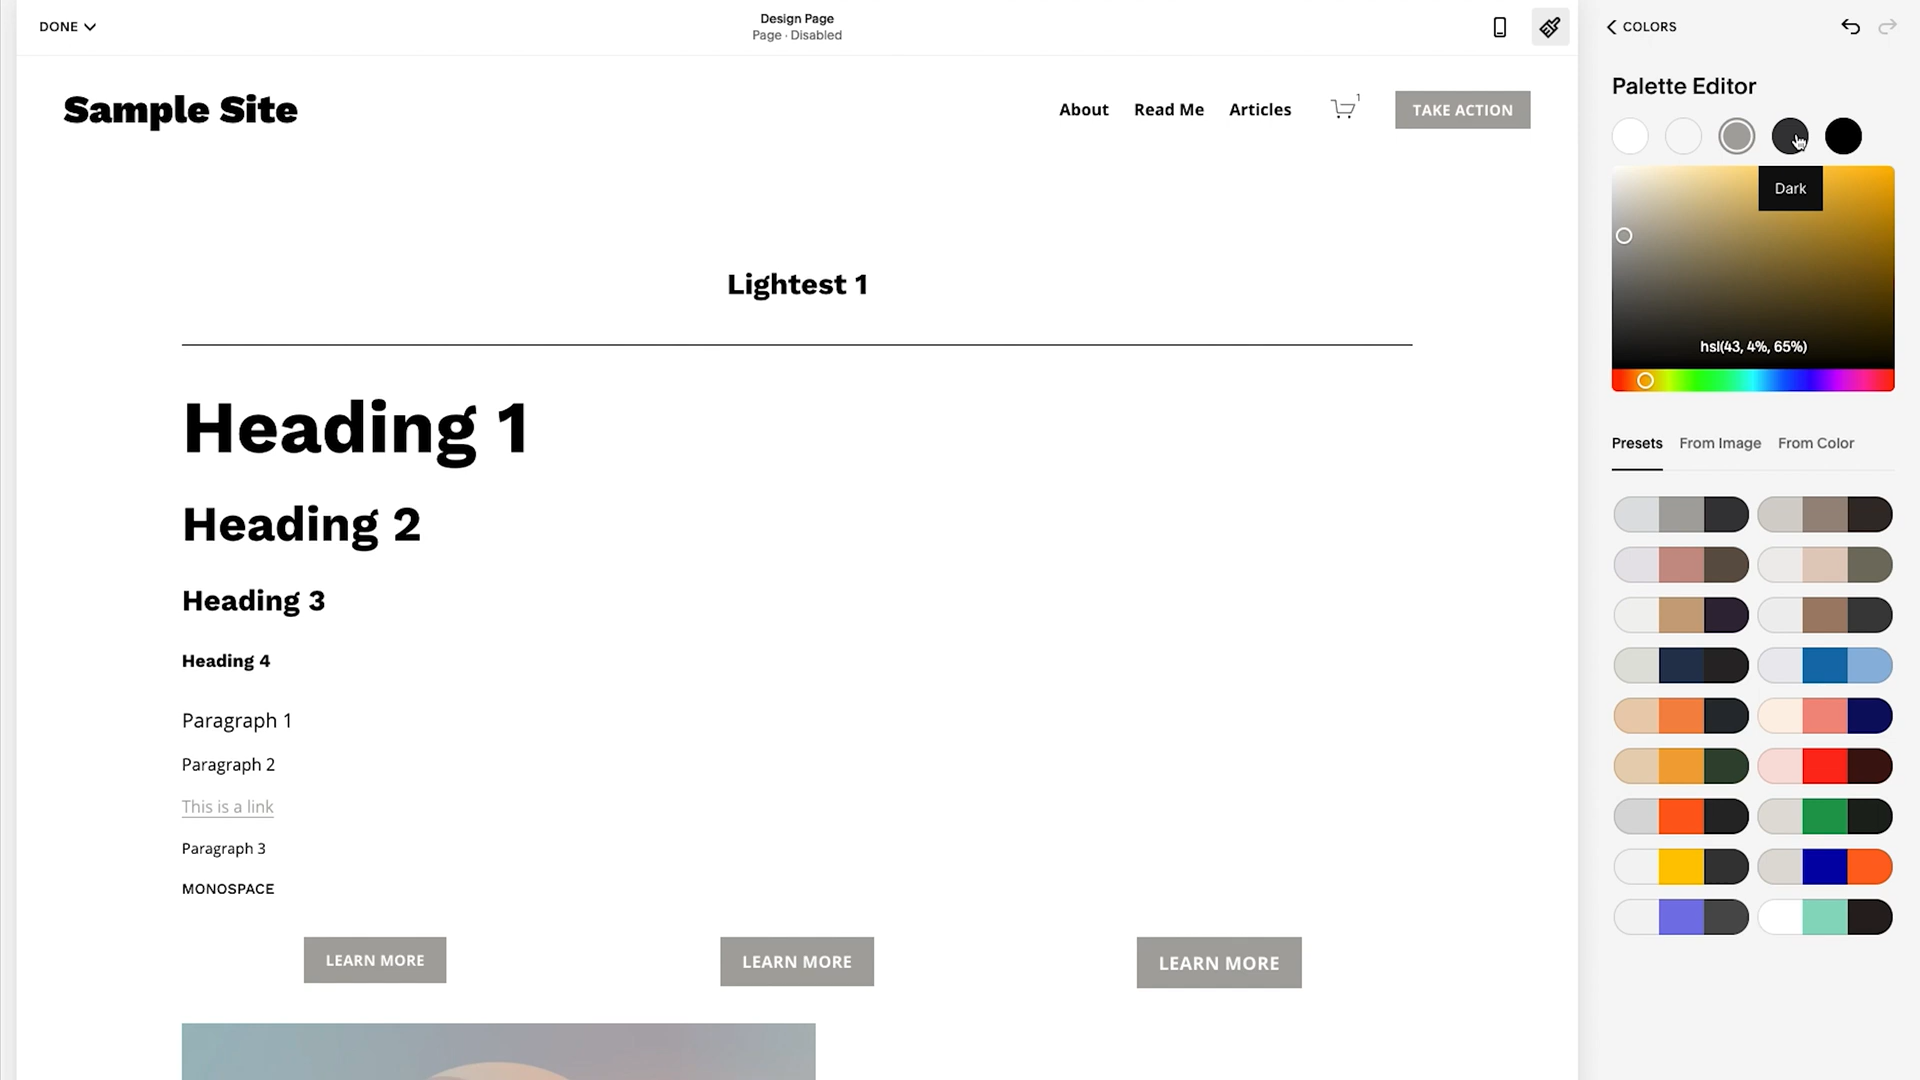 DONE
Design Page
Page · Disabled
COLORS
Sample Site
About
Read Me
Articles
1
TAKE ACTION
Palette Editor
Dark
hsl(43, 4%, 65%)
Presets
From Image
From Color
Lightest 1
Heading 1
Heading 2
Heading 3
Heading 4
Paragraph 1
Paragraph 2
This is a link
Paragraph 3
MONOSPACE
LEARN MORE
LEARN MORE
LEARN MORE